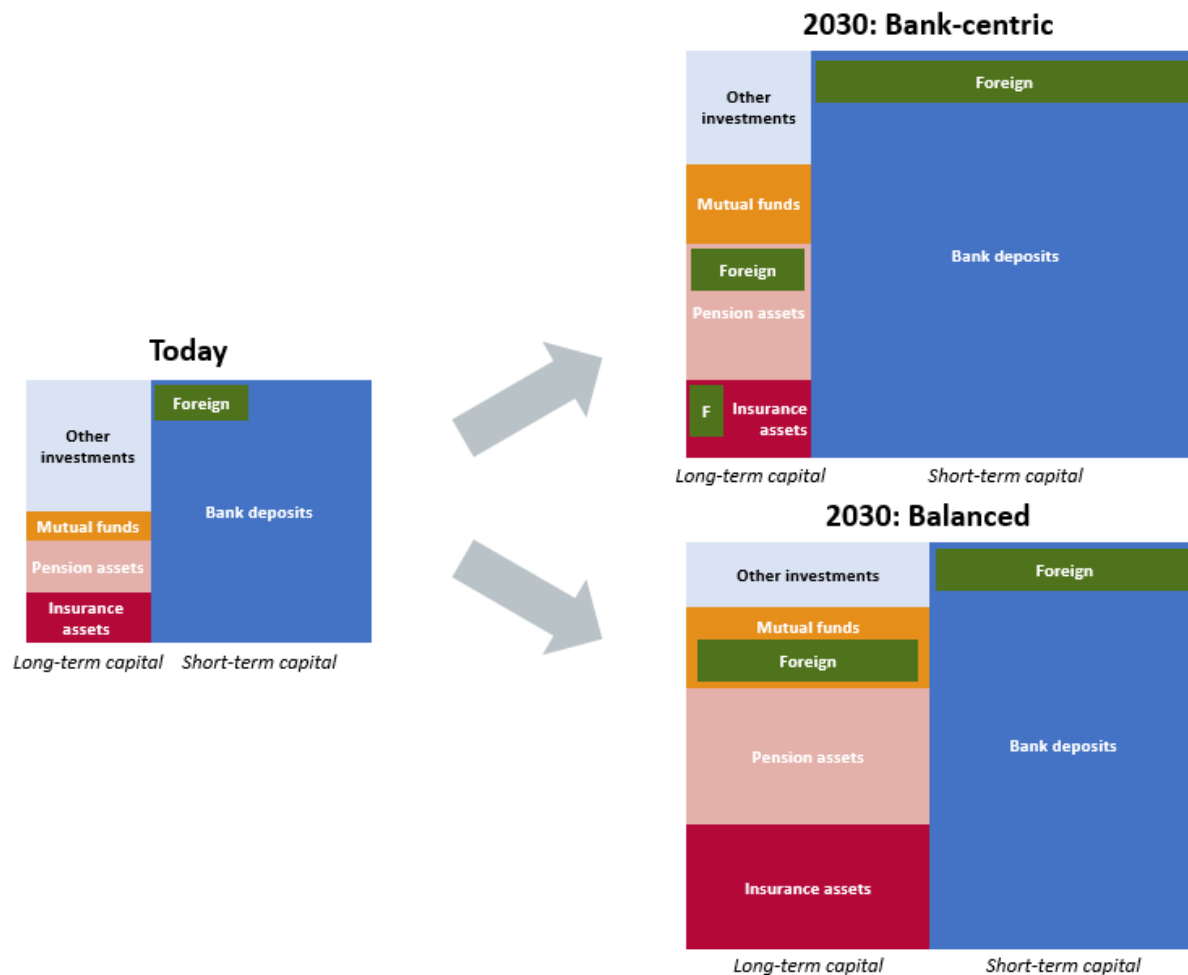 Today
Foreign
Other
investments
Bank deposits
Mutual funds
Pension assets
Insurance
assets
Long-term capital
Short-term capital
2030: Bank-centric
Foreign
Other
investments
Mutual funds
Bank deposits
Foreign
Pension assets
F
Insurance
assets
Long-term capital
Short-term capital
2030: Balanced
Other investments
Foreign
Mutual funds
Foreign
Bank deposits
Pension assets
Insurance assets
Long-term capital
Short-term capital